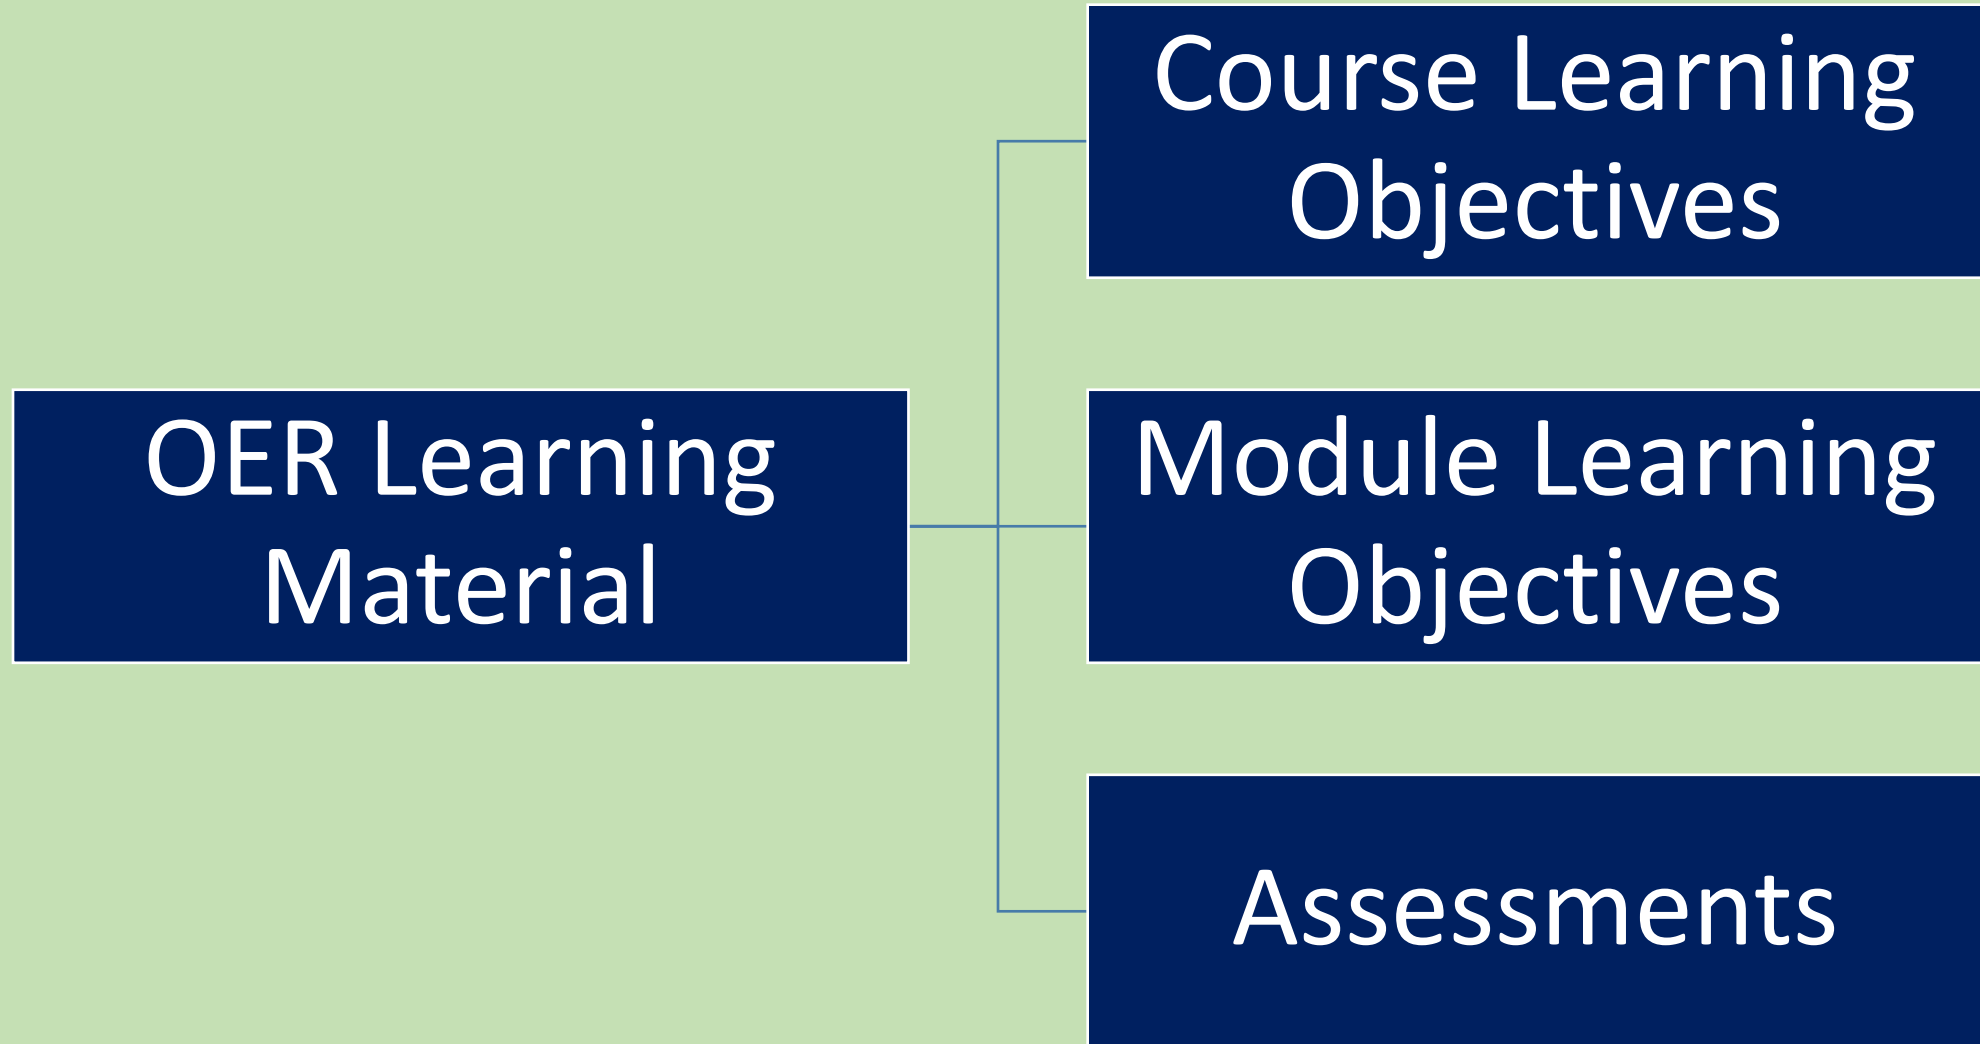 Course Learning
Objectives
OER Learning
Material
Module Learning
Objectives
Assessments